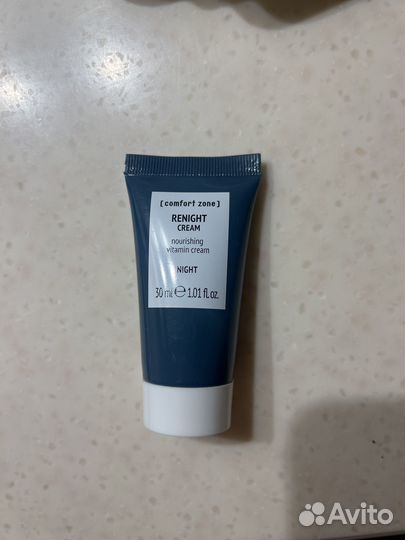 [comfort zone]
RENIGHT
CREAM
nourishing
vitamin cream
NIGHT
30 ml ℮ 1.01 fl.oz.
Avito